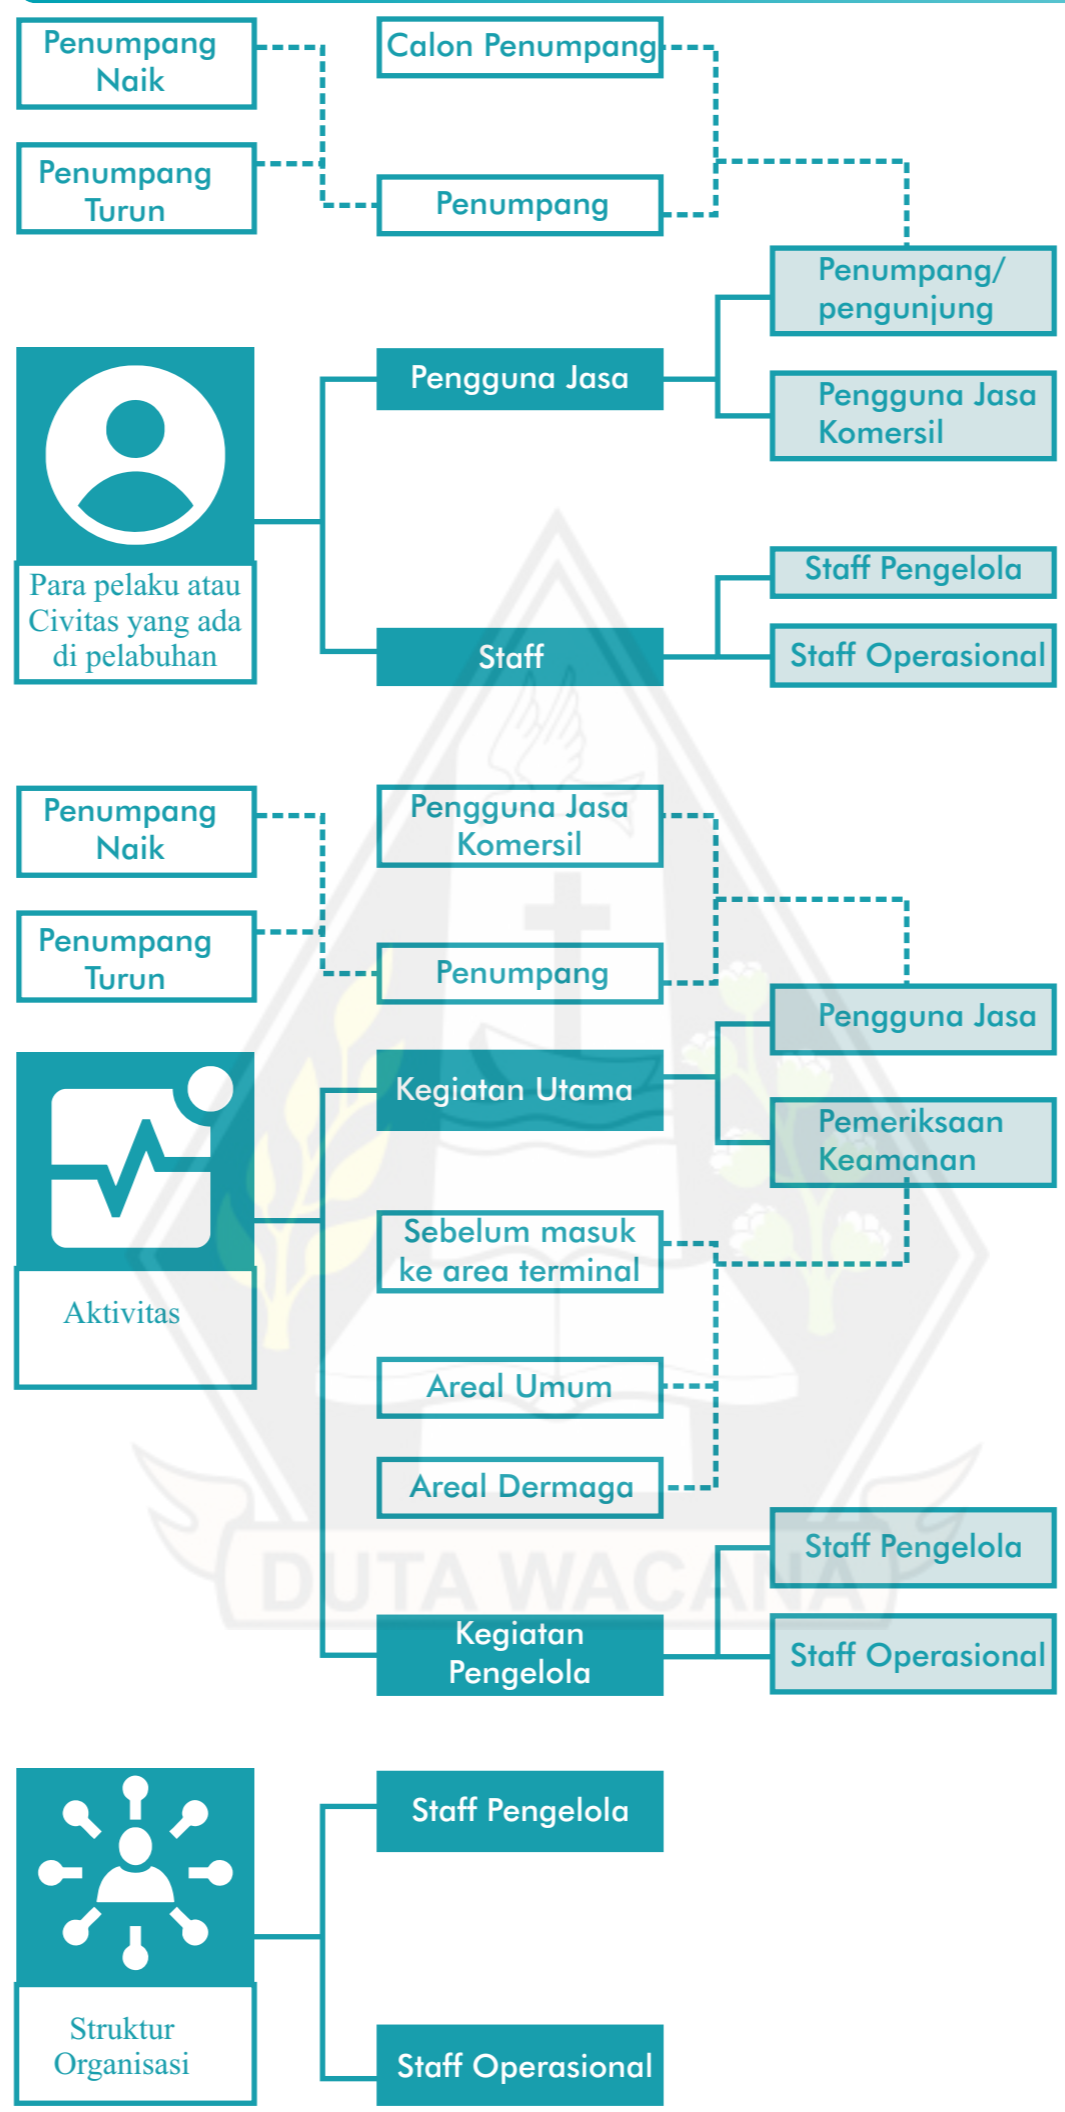 Penumpang
Naik
Calon Penumpang
Penumpang
Turun
Penumpang
Penumpang/
pengunjung
Pengguna Jasa
Pengguna Jasa
Komersil
Para pelaku atau
Civitas yang ada
di pelabuhan
Staff
Staff Pengelola
Staff Operasional
Penumpang
Naik
Pengguna Jasa
Komersil
Penumpang
Turun
Penumpang
Pengguna Jasa
Kegiatan Utama
Pemeriksaan
Keamanan
Aktivitas
Sebelum masuk
ke area terminal
Areal Umum
Areal Dermaga
Staff Pengelola
DUTA WACANA
Kegiatan
Pengelola
Staff Operasional
Staff Pengelola
Struktur
Organisasi
Staff Operasional